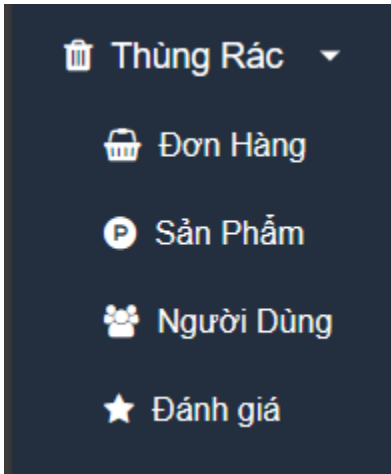 Thùng Rác
Đơn Hàng
Sản Phẩm
Người Dùng
Đánh giá